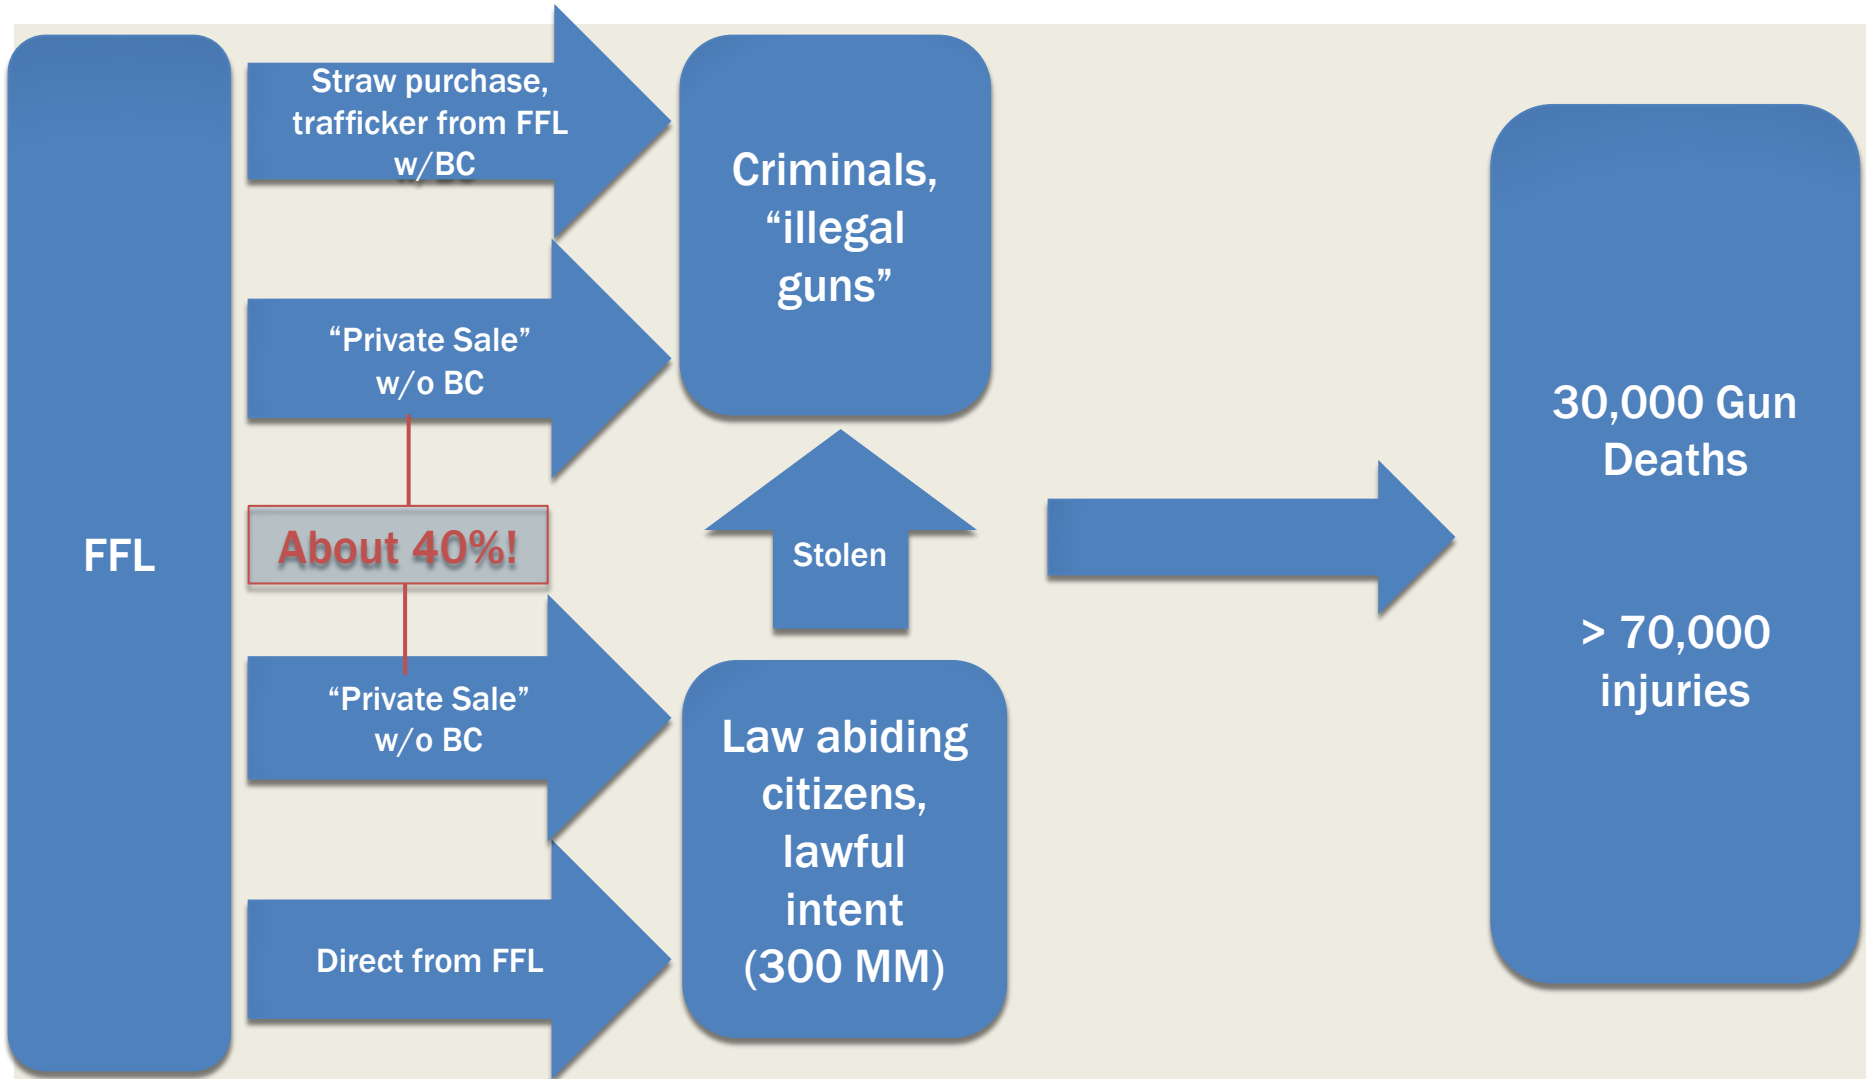 FFL
Straw purchase,
trafficker from FFL
w/BC
“Private Sale”
w/o BC
About 40%!
“Private Sale”
w/o BC
Direct from FFL
Criminals,
“illegal
guns”
Stolen
Law abiding
citizens,
lawful
intent
(300 MM)
30,000 Gun
Deaths
> 70,000
injuries